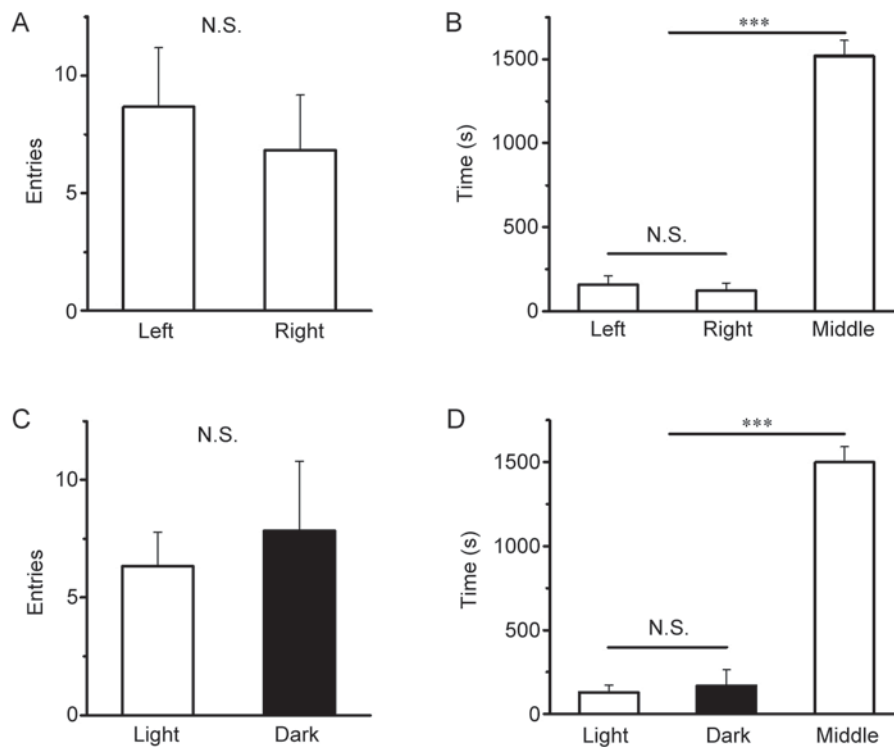 A
N.S.
10
5
0
Entries
Left Right
B
***
1500
1000
500
0
Time (s)
N.S.
Left Right Middle
C
N.S.
10
5
0
Entries
Light Dark
D
***
1500
1000
500
0
Time (s)
N.S.
Light Dark Middle